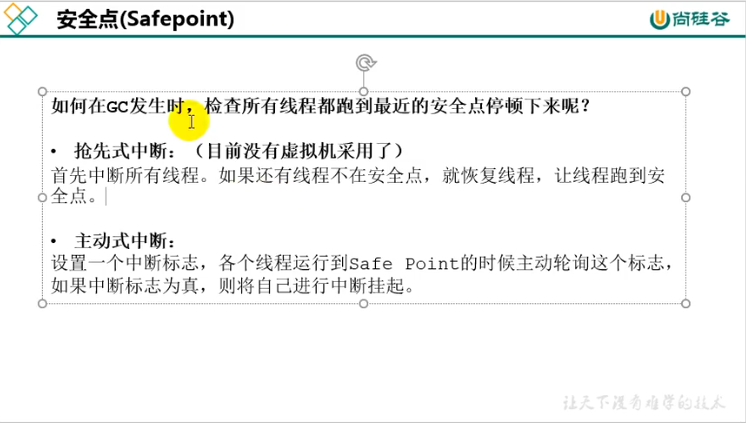 安全点(Safepoint)
尚硅谷
如何在GC发生时，检查所有线程都跑到最近的安全点停顿下来呢？
• 抢先式中断：（目前没有虚拟机采用了）
首先中断所有线程。如果还有线程不在安全点，就恢复线程，让线程跑到安
全点。
• 主动式中断：
设置一个中断标志，各个线程运行到Safe Point的时候主动轮询这个标志，
如果中断标志为真，则将自己进行中断挂起。
让天下没有难学的技术